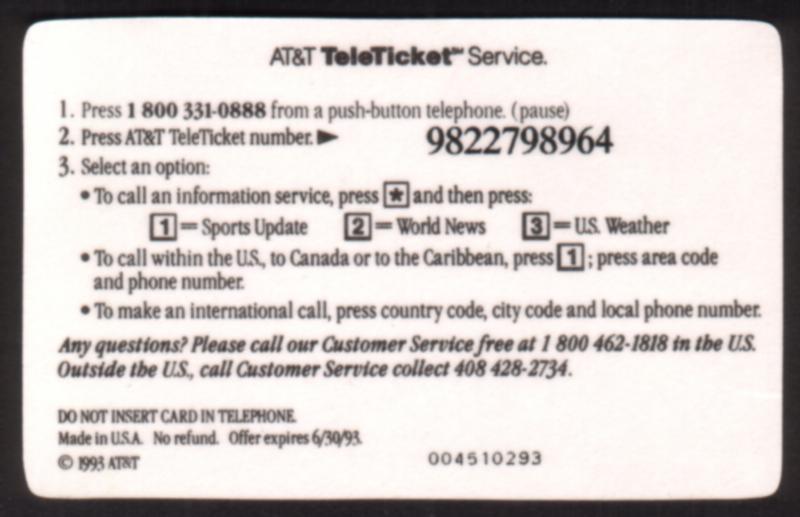 AT&T TeleTicket℠ Service.
1. Press 1 800 331-0888 from a push-button telephone. (pause)
2. Press AT&T TeleTicket number. ▶ 9822798964
3. Select an option:
• To call an information service, press * and then press:
1 = Sports Update 2 = World News 3 = U.S. Weather
• To call within the U.S., to Canada or to the Caribbean, press 1 ; press area code
and phone number.
• To make an international call, press country code, city code and local phone number.
Any questions? Please call our Customer Service free at 1 800 462-1818 in the U.S.
Outside the U.S., call Customer Service collect 408 428-2734.
DO NOT INSERT CARD IN TELEPHONE.
Made in U.S.A. No refund. Offer expires 6/30/93.
© 1993 AT&T 004510293